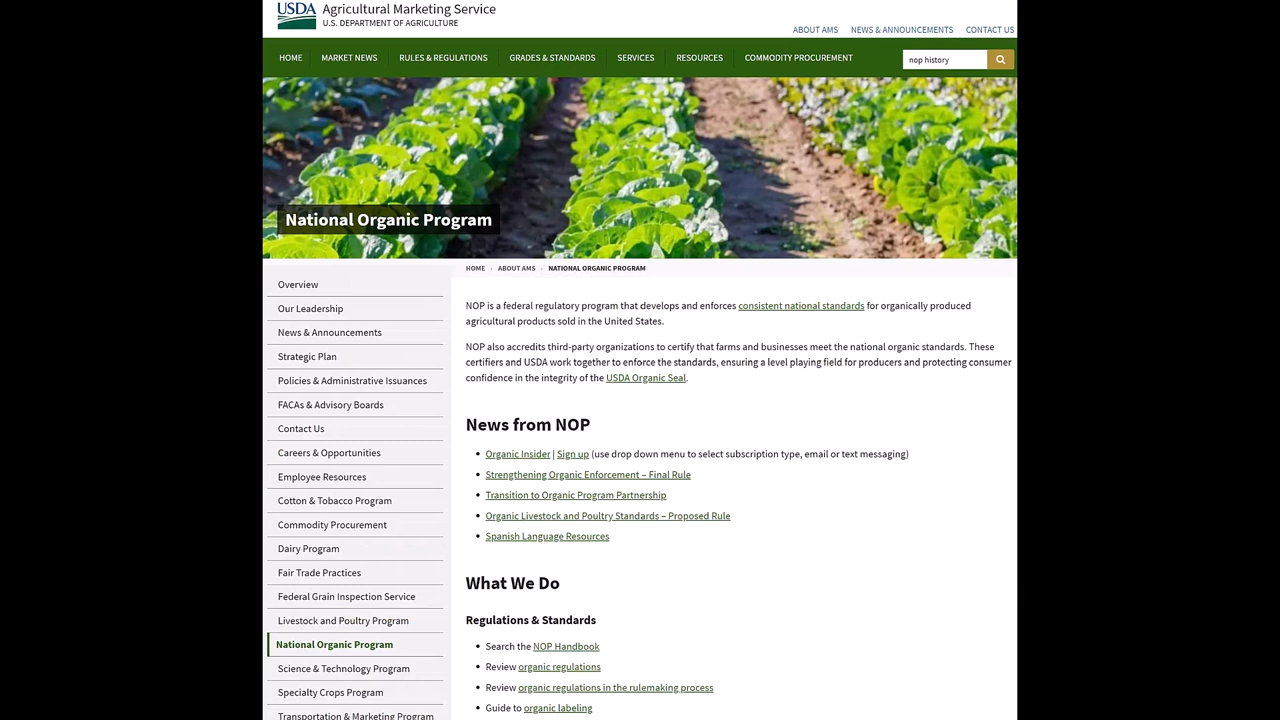 USDA Agricultural Marketing Service
U.S. DEPARTMENT OF AGRICULTURE
ABOUT AMS NEWS & ANNOUNCEMENTS CONTACT US
HOME MARKET NEWS RULES & REGULATIONS GRADES & STANDARDS SERVICES RESOURCES COMMODITY PROCUREMENT nop history
National Organic Program
HOME › ABOUT AMS › NATIONAL ORGANIC PROGRAM
Overview
Our Leadership
News & Announcements
Strategic Plan
Policies & Administrative Issuances
FACAs & Advisory Boards
Contact Us
Careers & Opportunities
Employee Resources
Cotton & Tobacco Program
Commodity Procurement
Dairy Program
Fair Trade Practices
Federal Grain Inspection Service
Livestock and Poultry Program
National Organic Program
Science & Technology Program
Specialty Crops Program
Transportation & Marketing Program
NOP is a federal regulatory program that develops and enforces consistent national standards for organically produced
agricultural products sold in the United States.
NOP also accredits third-party organizations to certify that farms and businesses meet the national organic standards. These
certifiers and USDA work together to enforce the standards, ensuring a level playing field for producers and protecting consumer
confidence in the integrity of the USDA Organic Seal.
News from NOP
• Organic Insider | Sign up (use drop down menu to select subscription type, email or text messaging)
• Strengthening Organic Enforcement – Final Rule
• Transition to Organic Program Partnership
• Organic Livestock and Poultry Standards – Proposed Rule
• Spanish Language Resources
What We Do
Regulations & Standards
• Search the NOP Handbook
• Review organic regulations
• Review organic regulations in the rulemaking process
• Guide to organic labeling